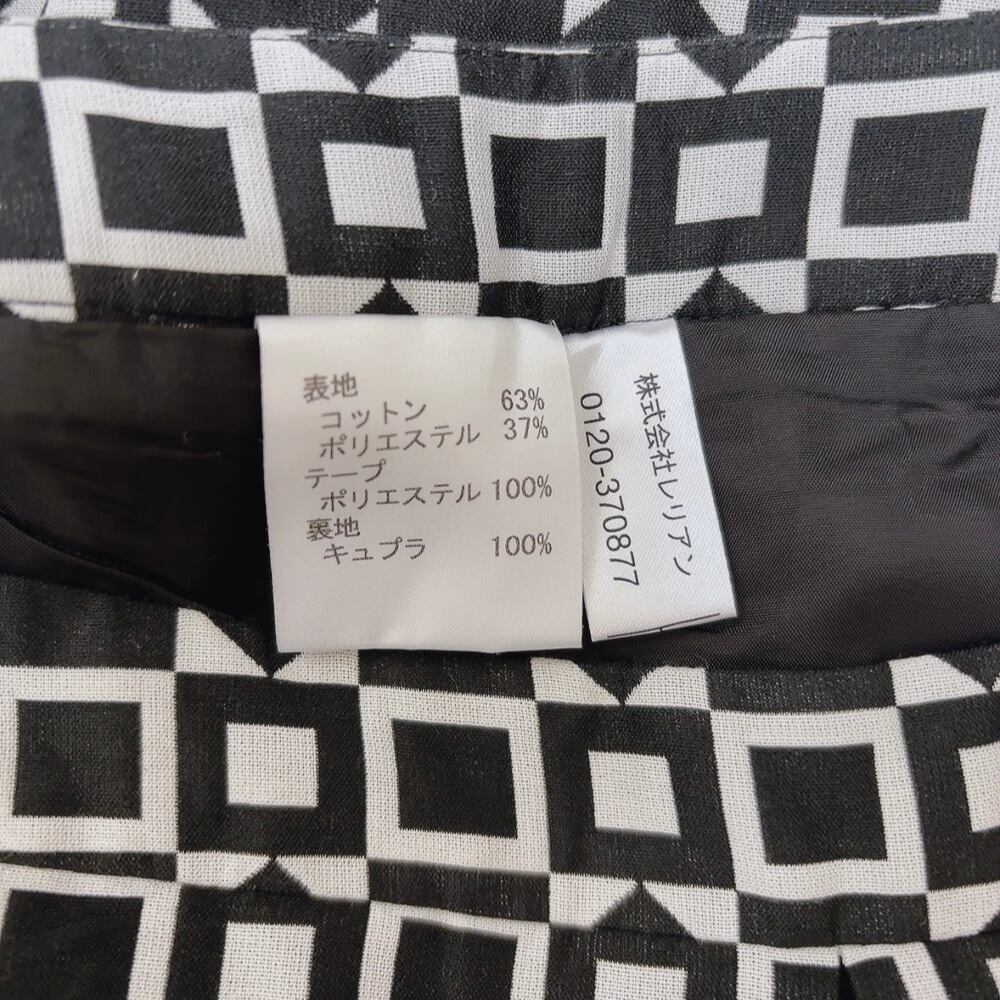 表地
コットン 63%
ポリエステル 37%
テープ
ポリエステル 100%
裏地
キュプラ 100%
株式会社レリアン
0120-370877